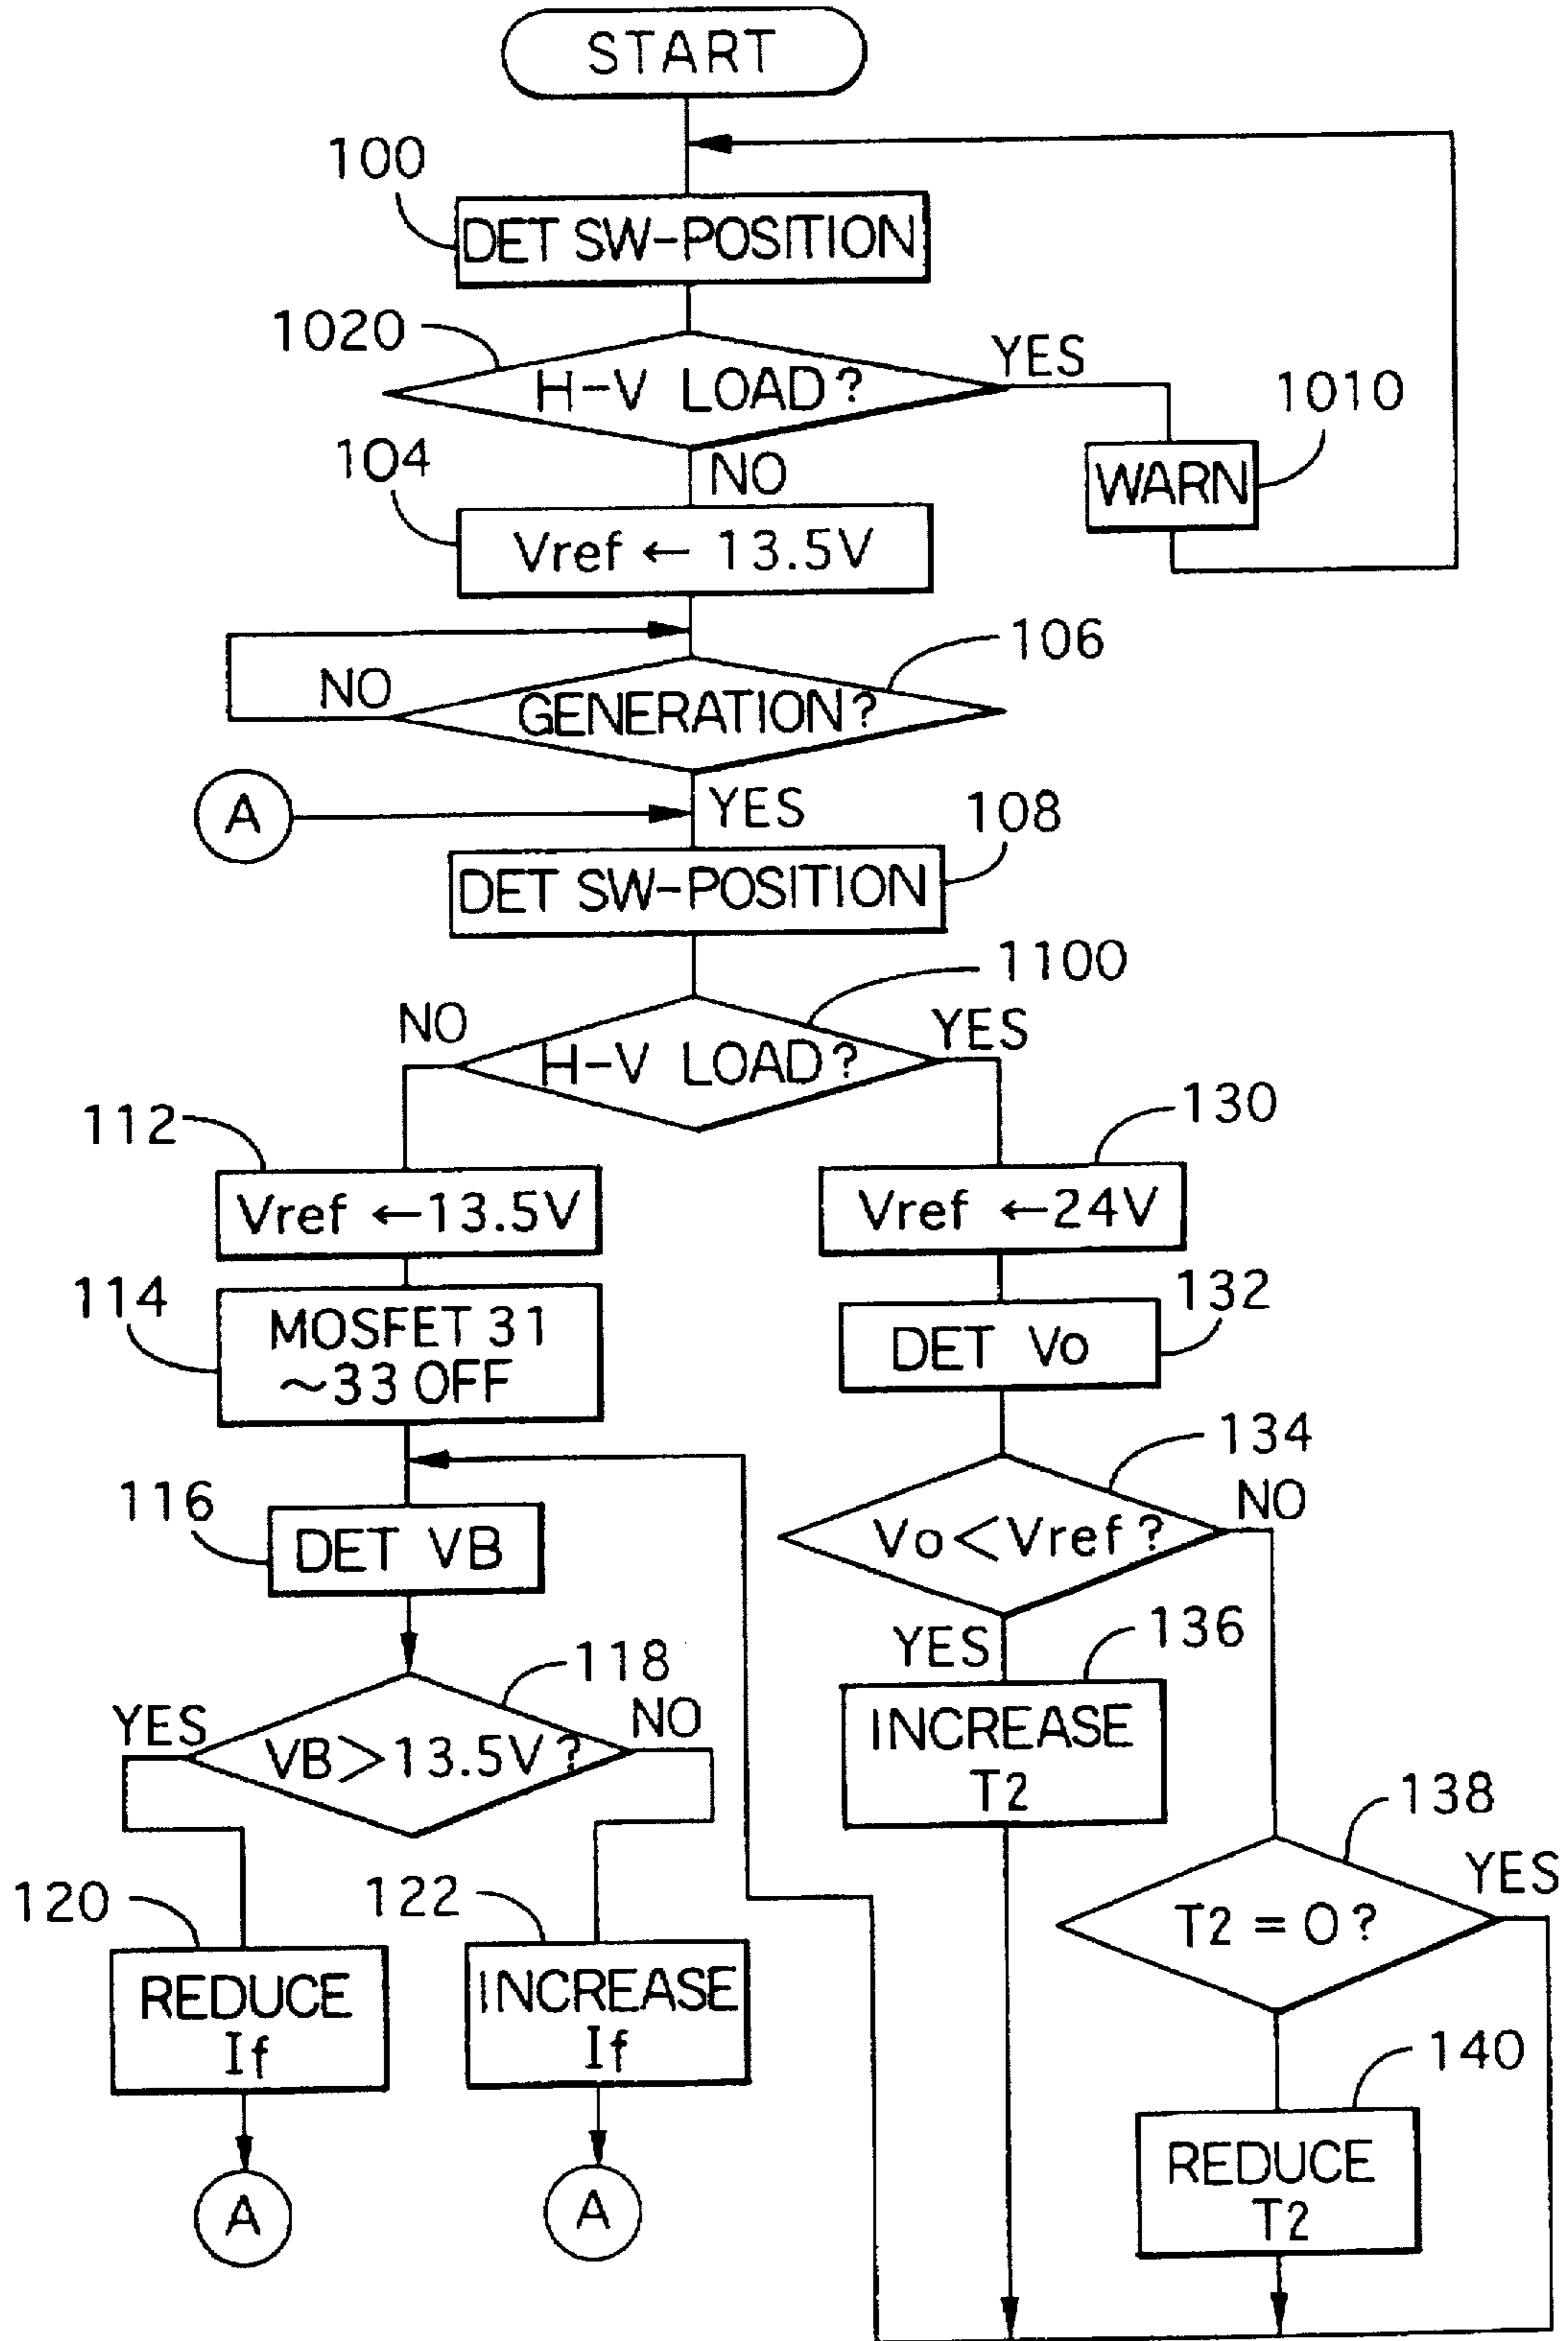 START
100
DET SW-POSITION
1020
H-V LOAD?
YES
1010
WARN
104
NO
Vref ← 13.5V
106
NO
GENERATION?
A
YES
108
DET SW-POSITION
1100
NO
YES
H-V LOAD?
112
130
Vref ←13.5V
Vref ←24V
114
MOSFET 31
~33 OFF
132
DET Vo
134
116
DET VB
NO
Vo<Vref?
YES
136
118
YES
NO
VB>13.5V?
INCREASE
T2
138
YES
T2=0?
120
122
REDUCE
If
INCREASE
If
140
REDUCE
T2
A
A